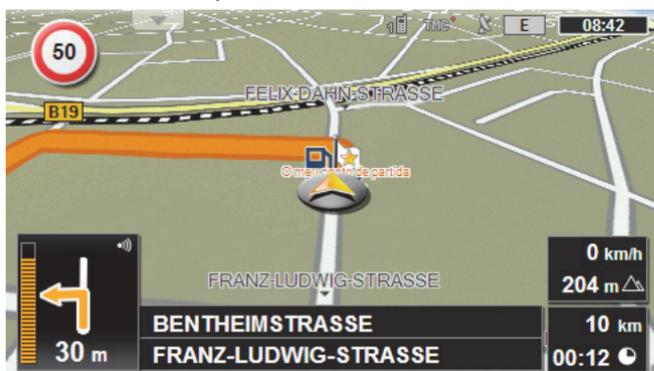 50
1
TMC
E
08:42
FELIX-DAHN-STRASSE
B19
O meu ponto de partida
0 km/h
204 m
FRANZ-LUDWIG-STRASSE
BENTHEIMSTRASSE
10 km
30 m
FRANZ-LUDWIG-STRASSE
00:12